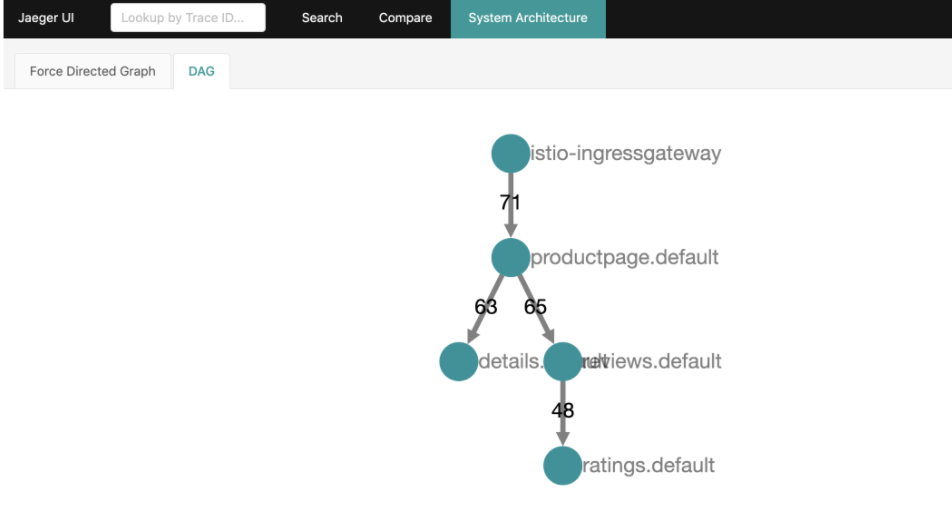 Jaeger UI Lookup by Trace ID... Search Compare System Architecture
Force Directed Graph DAG
istio-ingressgateway
71
productpage.default
63 65
details. reviews.default
48
ratings.default